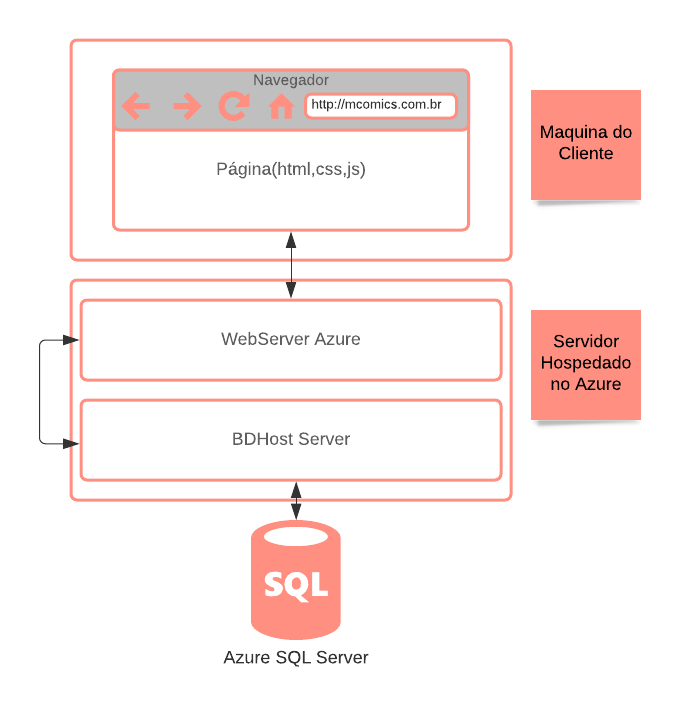 Navegador
http://mcomics.com.br
Página(html,css,js)
Maquina do
Cliente
WebServer Azure
Servidor
Hospedado
no Azure
BDHost Server
SQL
Azure SQL Server